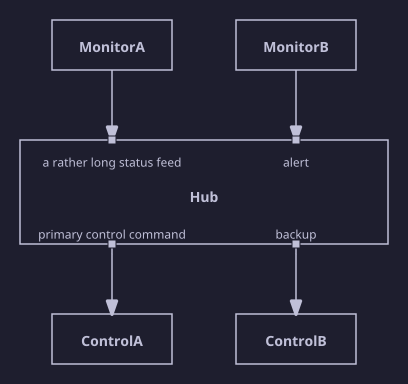 MonitorA
MonitorB
a rather long status feed
alert
Hub
primary control command
backup
ControlA
ControlB